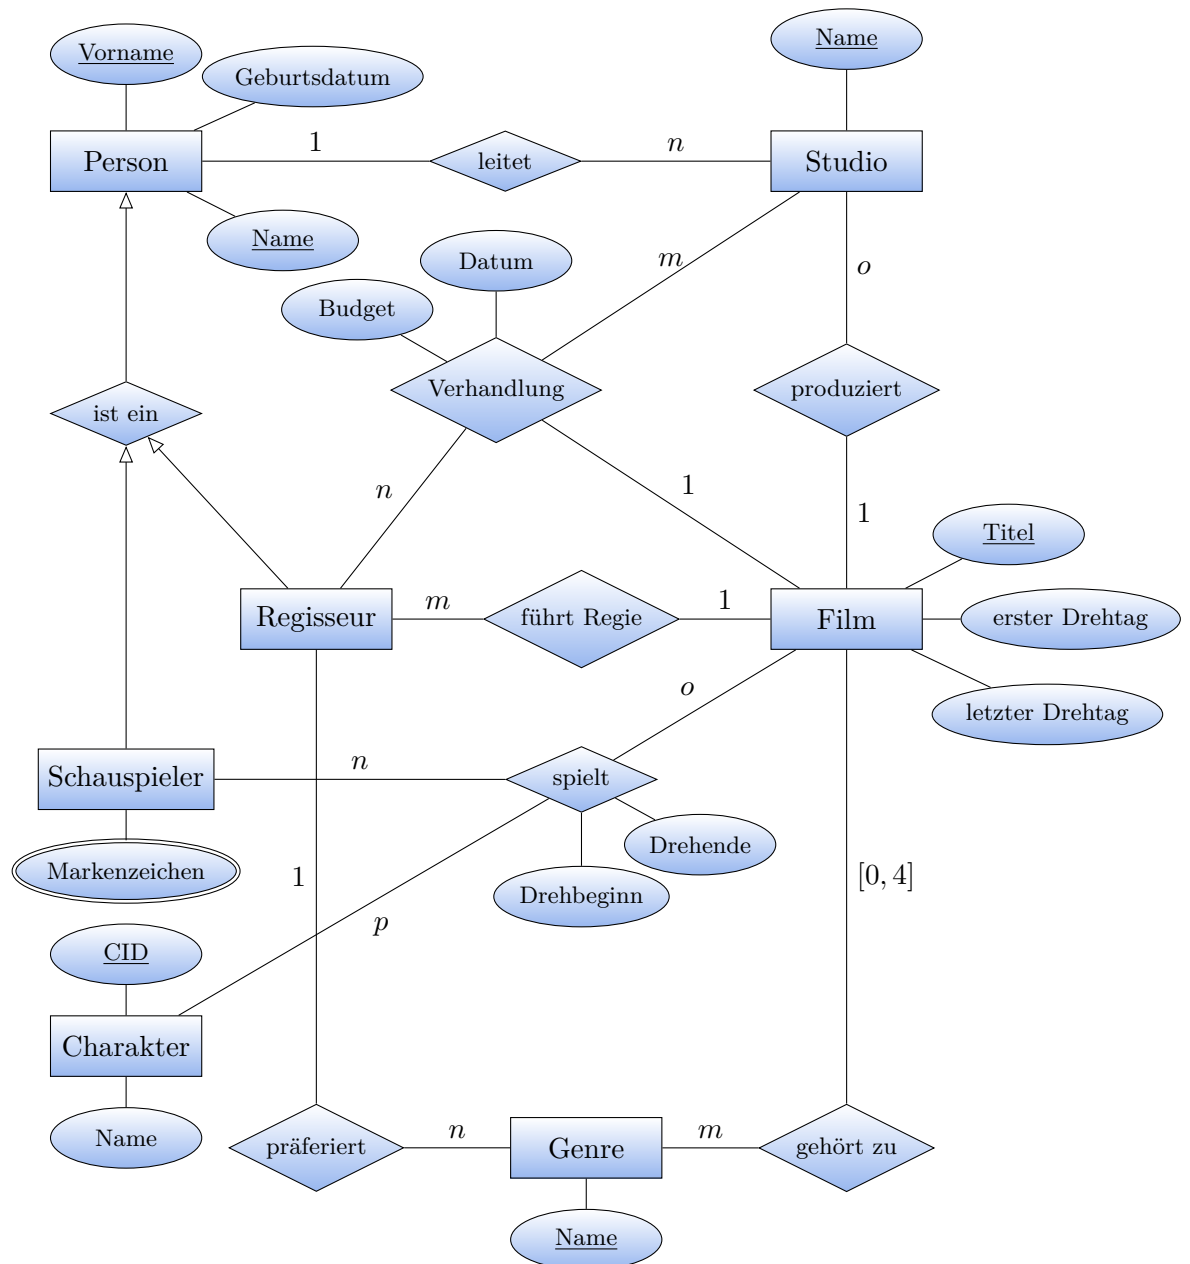 Name
Vorname
Geburtsdatum
Person
1
leitet
n
Studio
Name
m
Datum
o
Budget
Verhandlung
produziert
ist ein
n
1
1
Titel
Regisseur
m
führt Regie
1
Film
erster Drehtag
o
letzter Drehtag
Schauspieler
n
spielt
Drehende
Markenzeichen
1
Drehbeginn
[0, 4]
p
CID
Charakter
Name
präferiert
n
Genre
m
gehört zu
Name